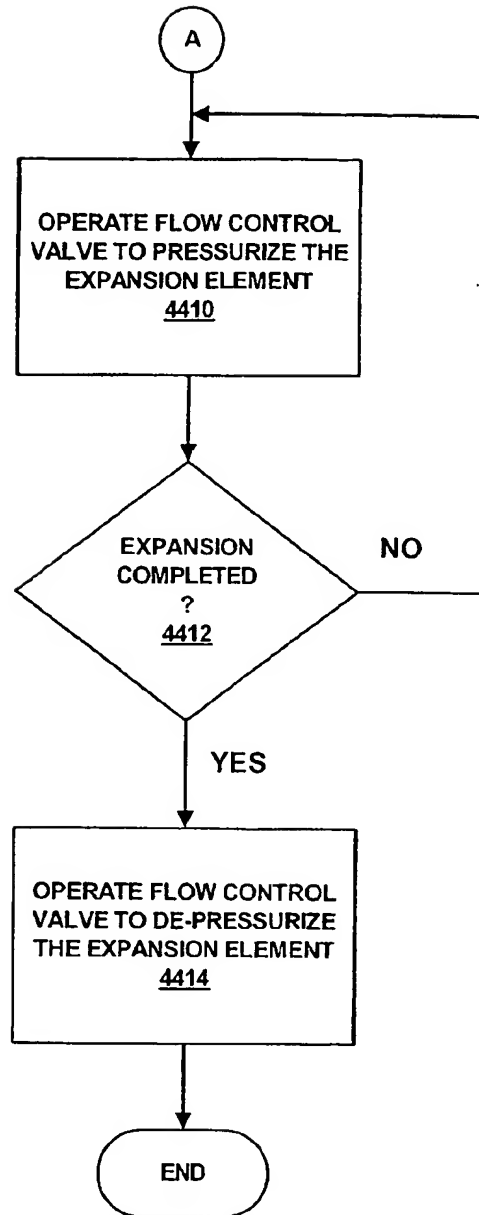 A
OPERATE FLOW CONTROL
VALVE TO PRESSURIZE THE
EXPANSION ELEMENT
4410
EXPANSION
COMPLETED
?
4412
NO
YES
OPERATE FLOW CONTROL
VALVE TO DE-PRESSURIZE
THE EXPANSION ELEMENT
4414
END